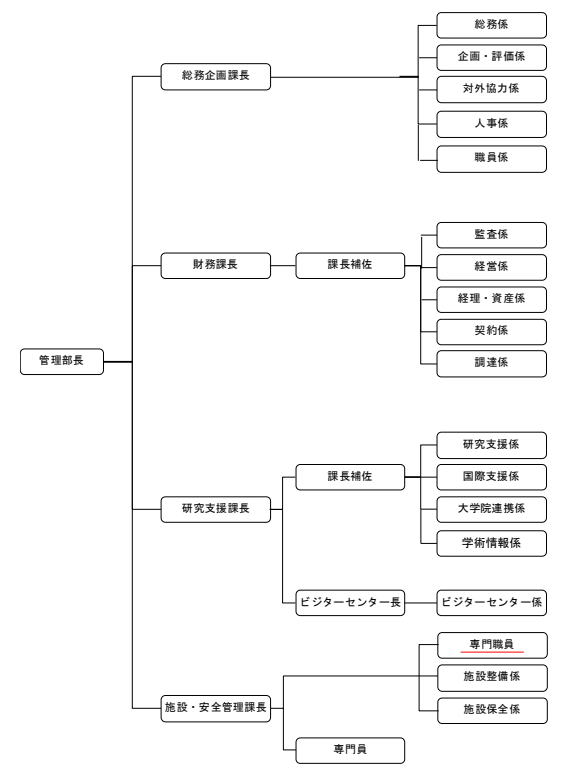 総務係
企画・評価係
総務企画課長
対外協力係
人事係
職員係
監査係
財務課長
課長補佐
経営係
経理・資産係
契約係
調達係
管理部長
研究支援係
課長補佐
国際支援係
研究支援課長
大学院連携係
学術情報係
ビジターセンター長
ビジターセンター係
専門職員
施設整備係
施設・安全管理課長
施設保全係
専門員